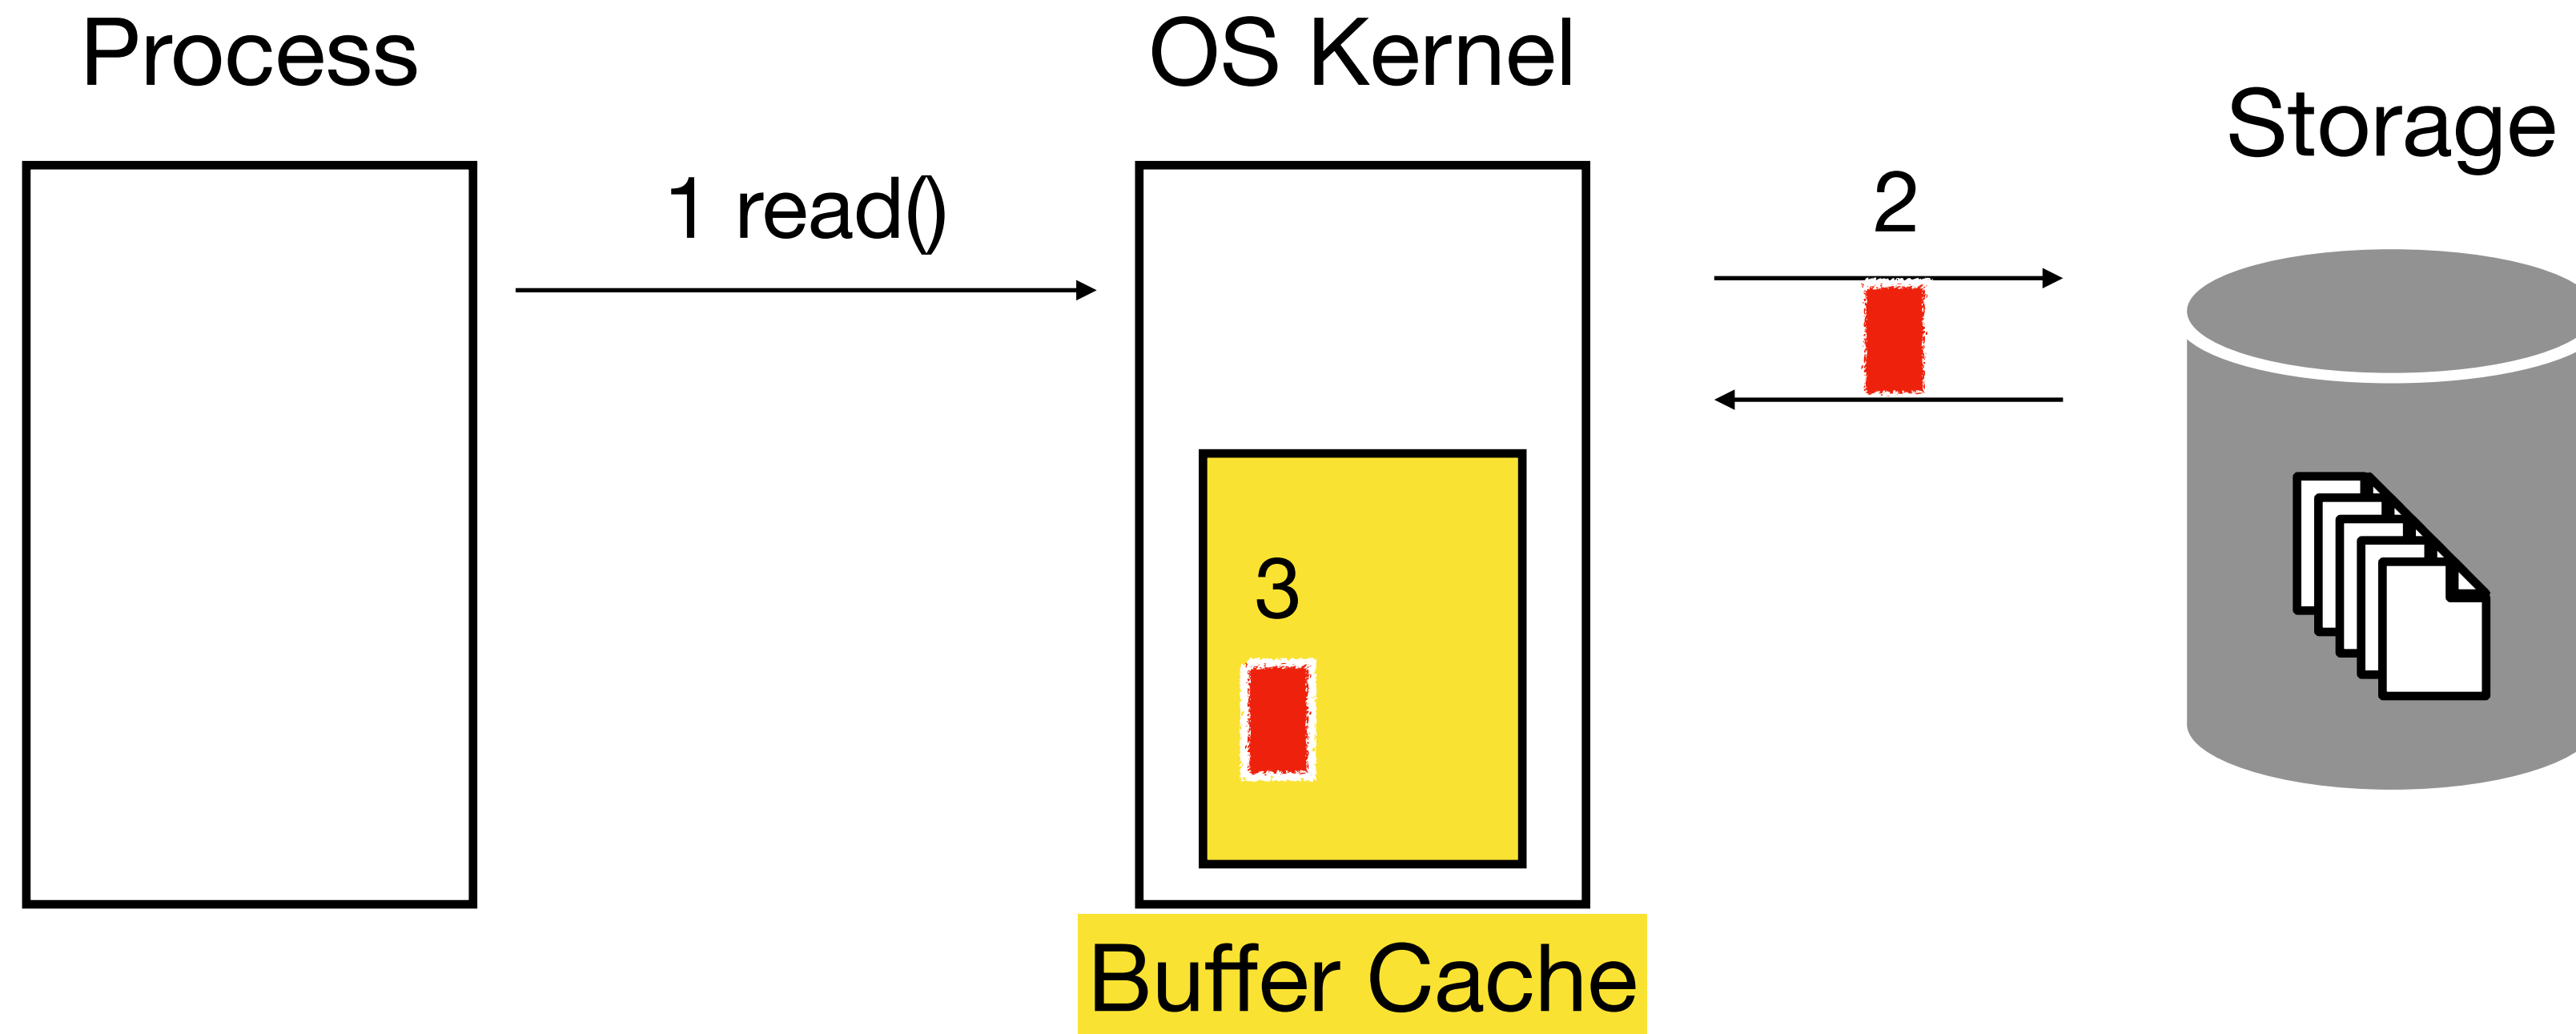 Process
OS Kernel
Storage
1 read()
2
3
Buffer Cache